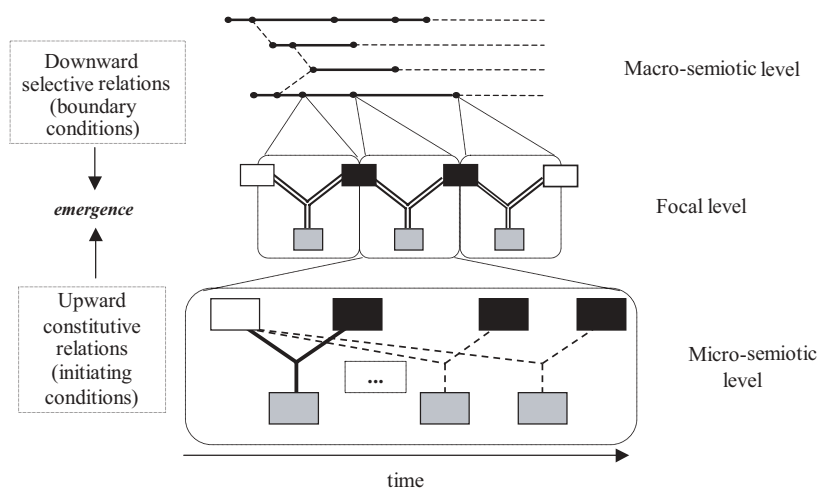 Downward
selective relations
(boundary
conditions)
Macro-semiotic level
emergence
Focal level
Upward
constitutive
relations
(initiating
conditions)
...
Micro-semiotic
level
time